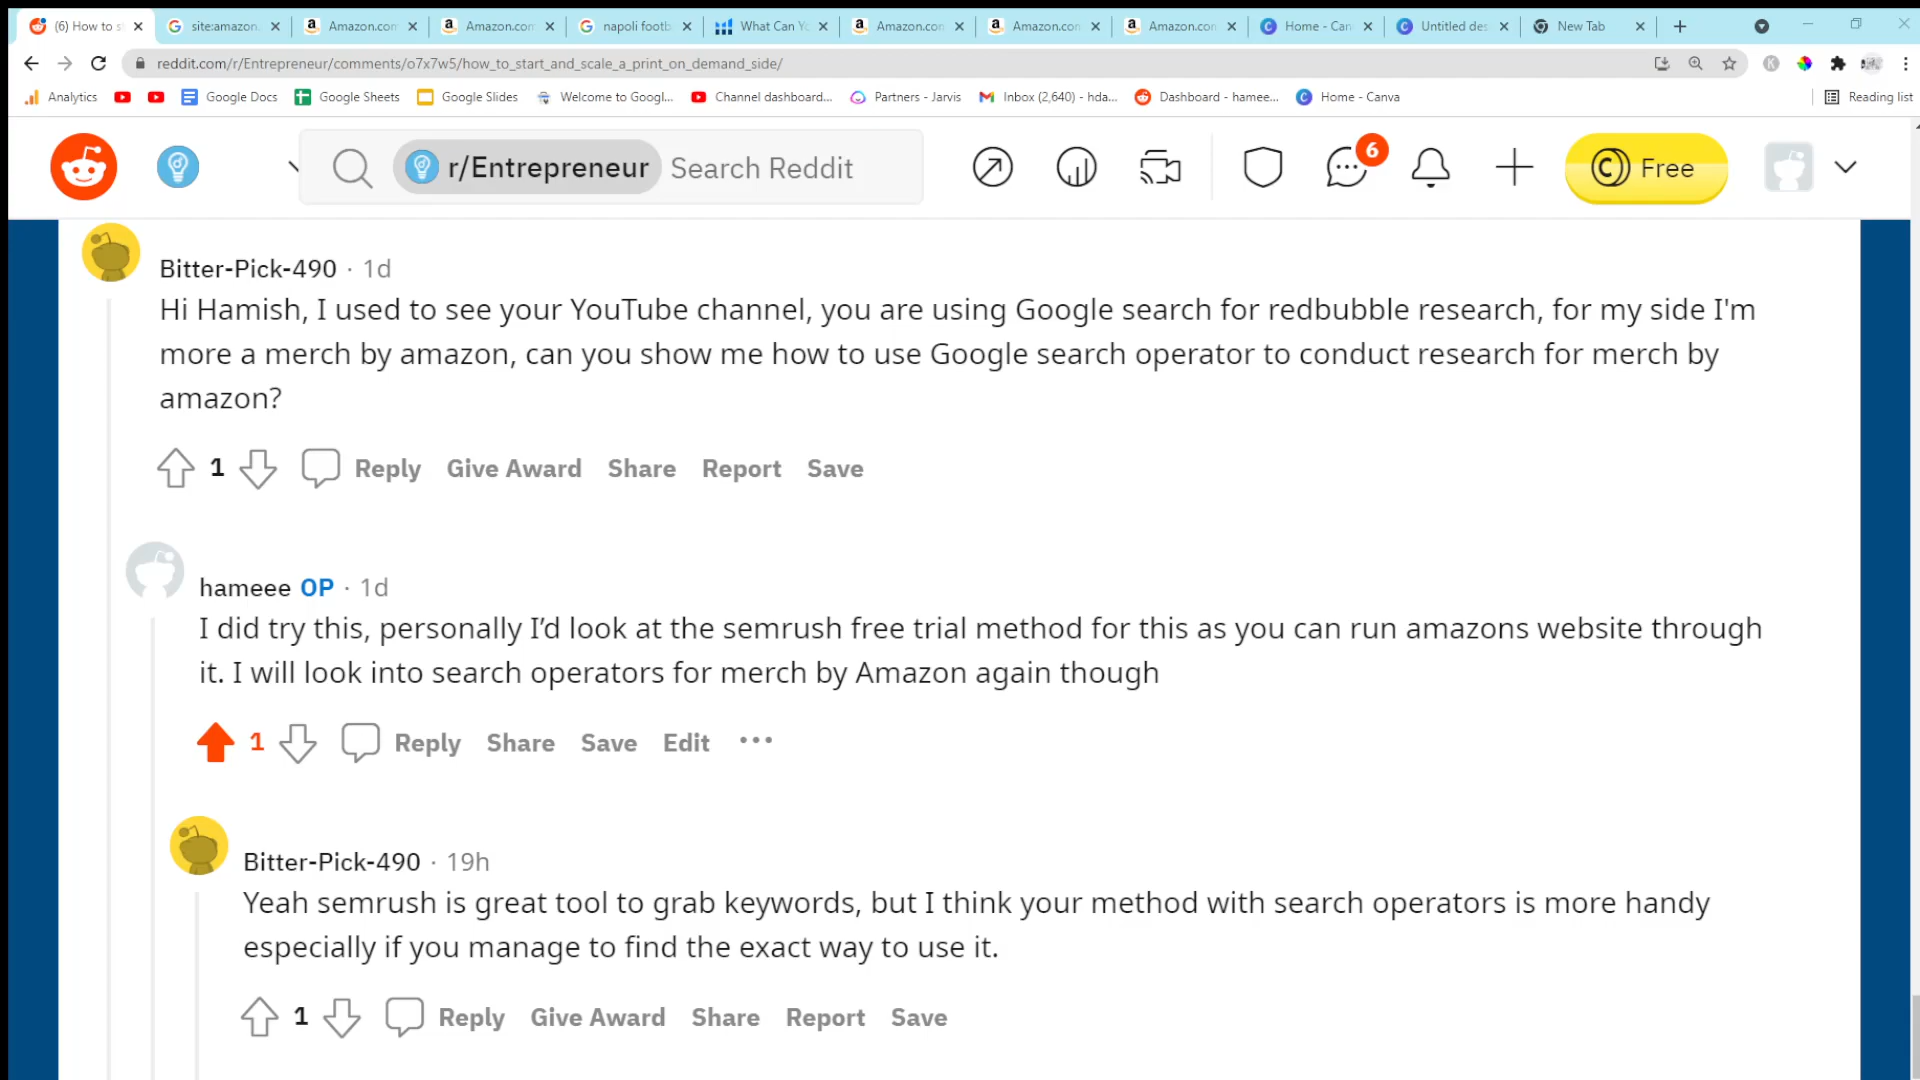 (6) How to s
site:amazon.
Amazon.com
Amazon.com
napoli footb
What Can Yo
Amazon.com
Amazon.com
Amazon.com
Home - Can
Untitled des
New Tab
reddit.com/r/Entrepreneur/comments/o7x7w5/how_to_start_and_scale_a_print_on_demand_side/
Analytics
Google Docs
Google Sheets
Google Slides
Welcome to Googl...
Channel dashboard...
Partners - Jarvis
Inbox (2,640) - hda...
Dashboard - hamee...
Home - Canva
Reading list
r/Entrepreneur Search Reddit
6
Free
Bitter-Pick-490 · 1d
Hi Hamish, I used to see your YouTube channel, you are using Google search for redbubble research, for my side I'm
more a merch by amazon, can you show me how to use Google search operator to conduct research for merch by
amazon?
1 Reply Give Award Share Report Save
hameee OP · 1d
I did try this, personally I’d look at the semrush free trial method for this as you can run amazons website through
it. I will look into search operators for merch by Amazon again though
1 Reply Share Save Edit ···
Bitter-Pick-490 · 19h
Yeah semrush is great tool to grab keywords, but I think your method with search operators is more handy
especially if you manage to find the exact way to use it.
1 Reply Give Award Share Report Save